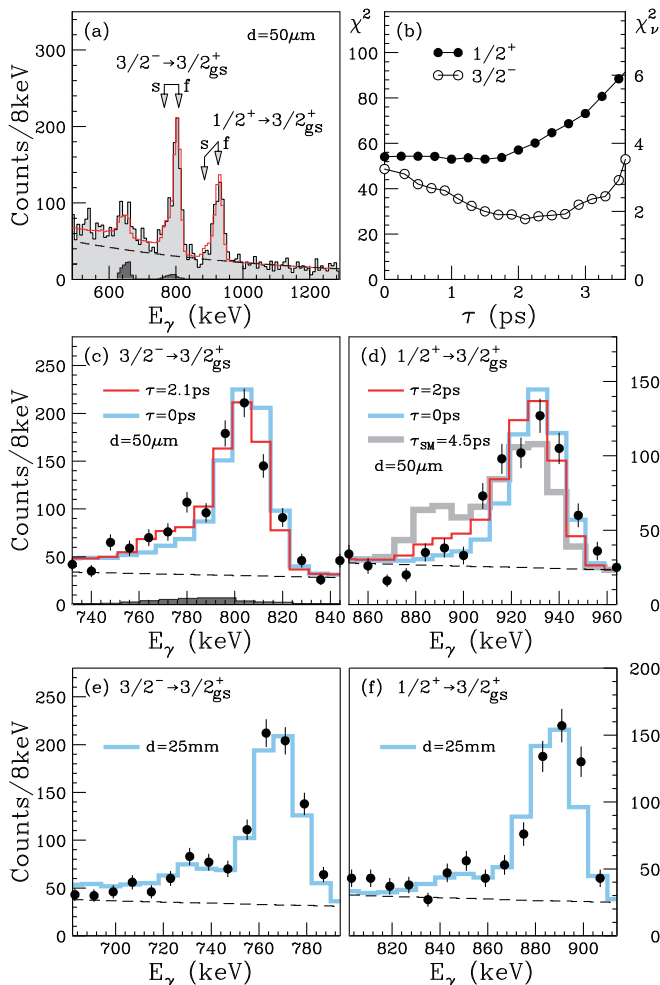 (a) d=50μm
3/2⁻→3/2⁺gs
s f
1/2⁺→3/2⁺gs
s f
Counts/8keV
300
200
100
0
600 800 1000 1200
Eγ (keV)
χ² (b) χ²ν
1/2⁺
3/2⁻
100
80
60
40
20
0
6
4
2
0
0 1 2 3
τ (ps)
(c) 3/2⁻→3/2⁺gs
τ=2.1ps
τ=0ps
d=50μm
Counts/8keV
250
200
150
100
50
0
740 760 780 800 820 840
Eγ (keV)
(d) 1/2⁺→3/2⁺gs
τ=2ps
τ=0ps
τSM=4.5ps
d=50μm
150
100
50
0
860 880 900 920 940 960
Eγ (keV)
(e) 3/2⁻→3/2⁺gs
d=25mm
Counts/8keV
250
200
150
100
50
0
700 720 740 760 780
Eγ (keV)
(f) 1/2⁺→3/2⁺gs
d=25mm
200
150
100
50
0
820 840 860 880 900
Eγ (keV)